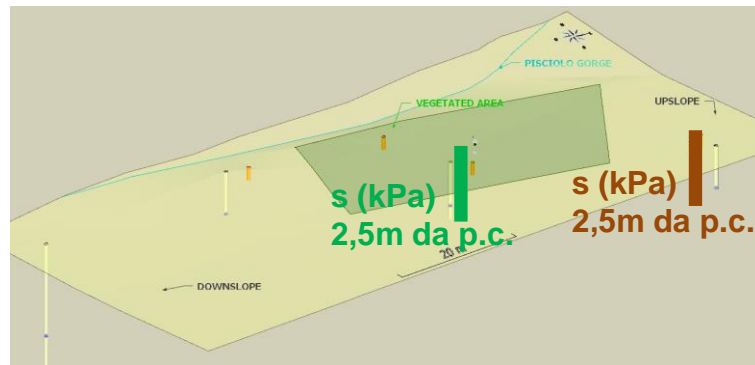 PISCIOLO GORGE
VEGETATED AREA
UPSLOPE
s (kPa)
2,5m da p.c.
s (kPa)
2,5m da p.c.
20 m
DOWNSLOPE